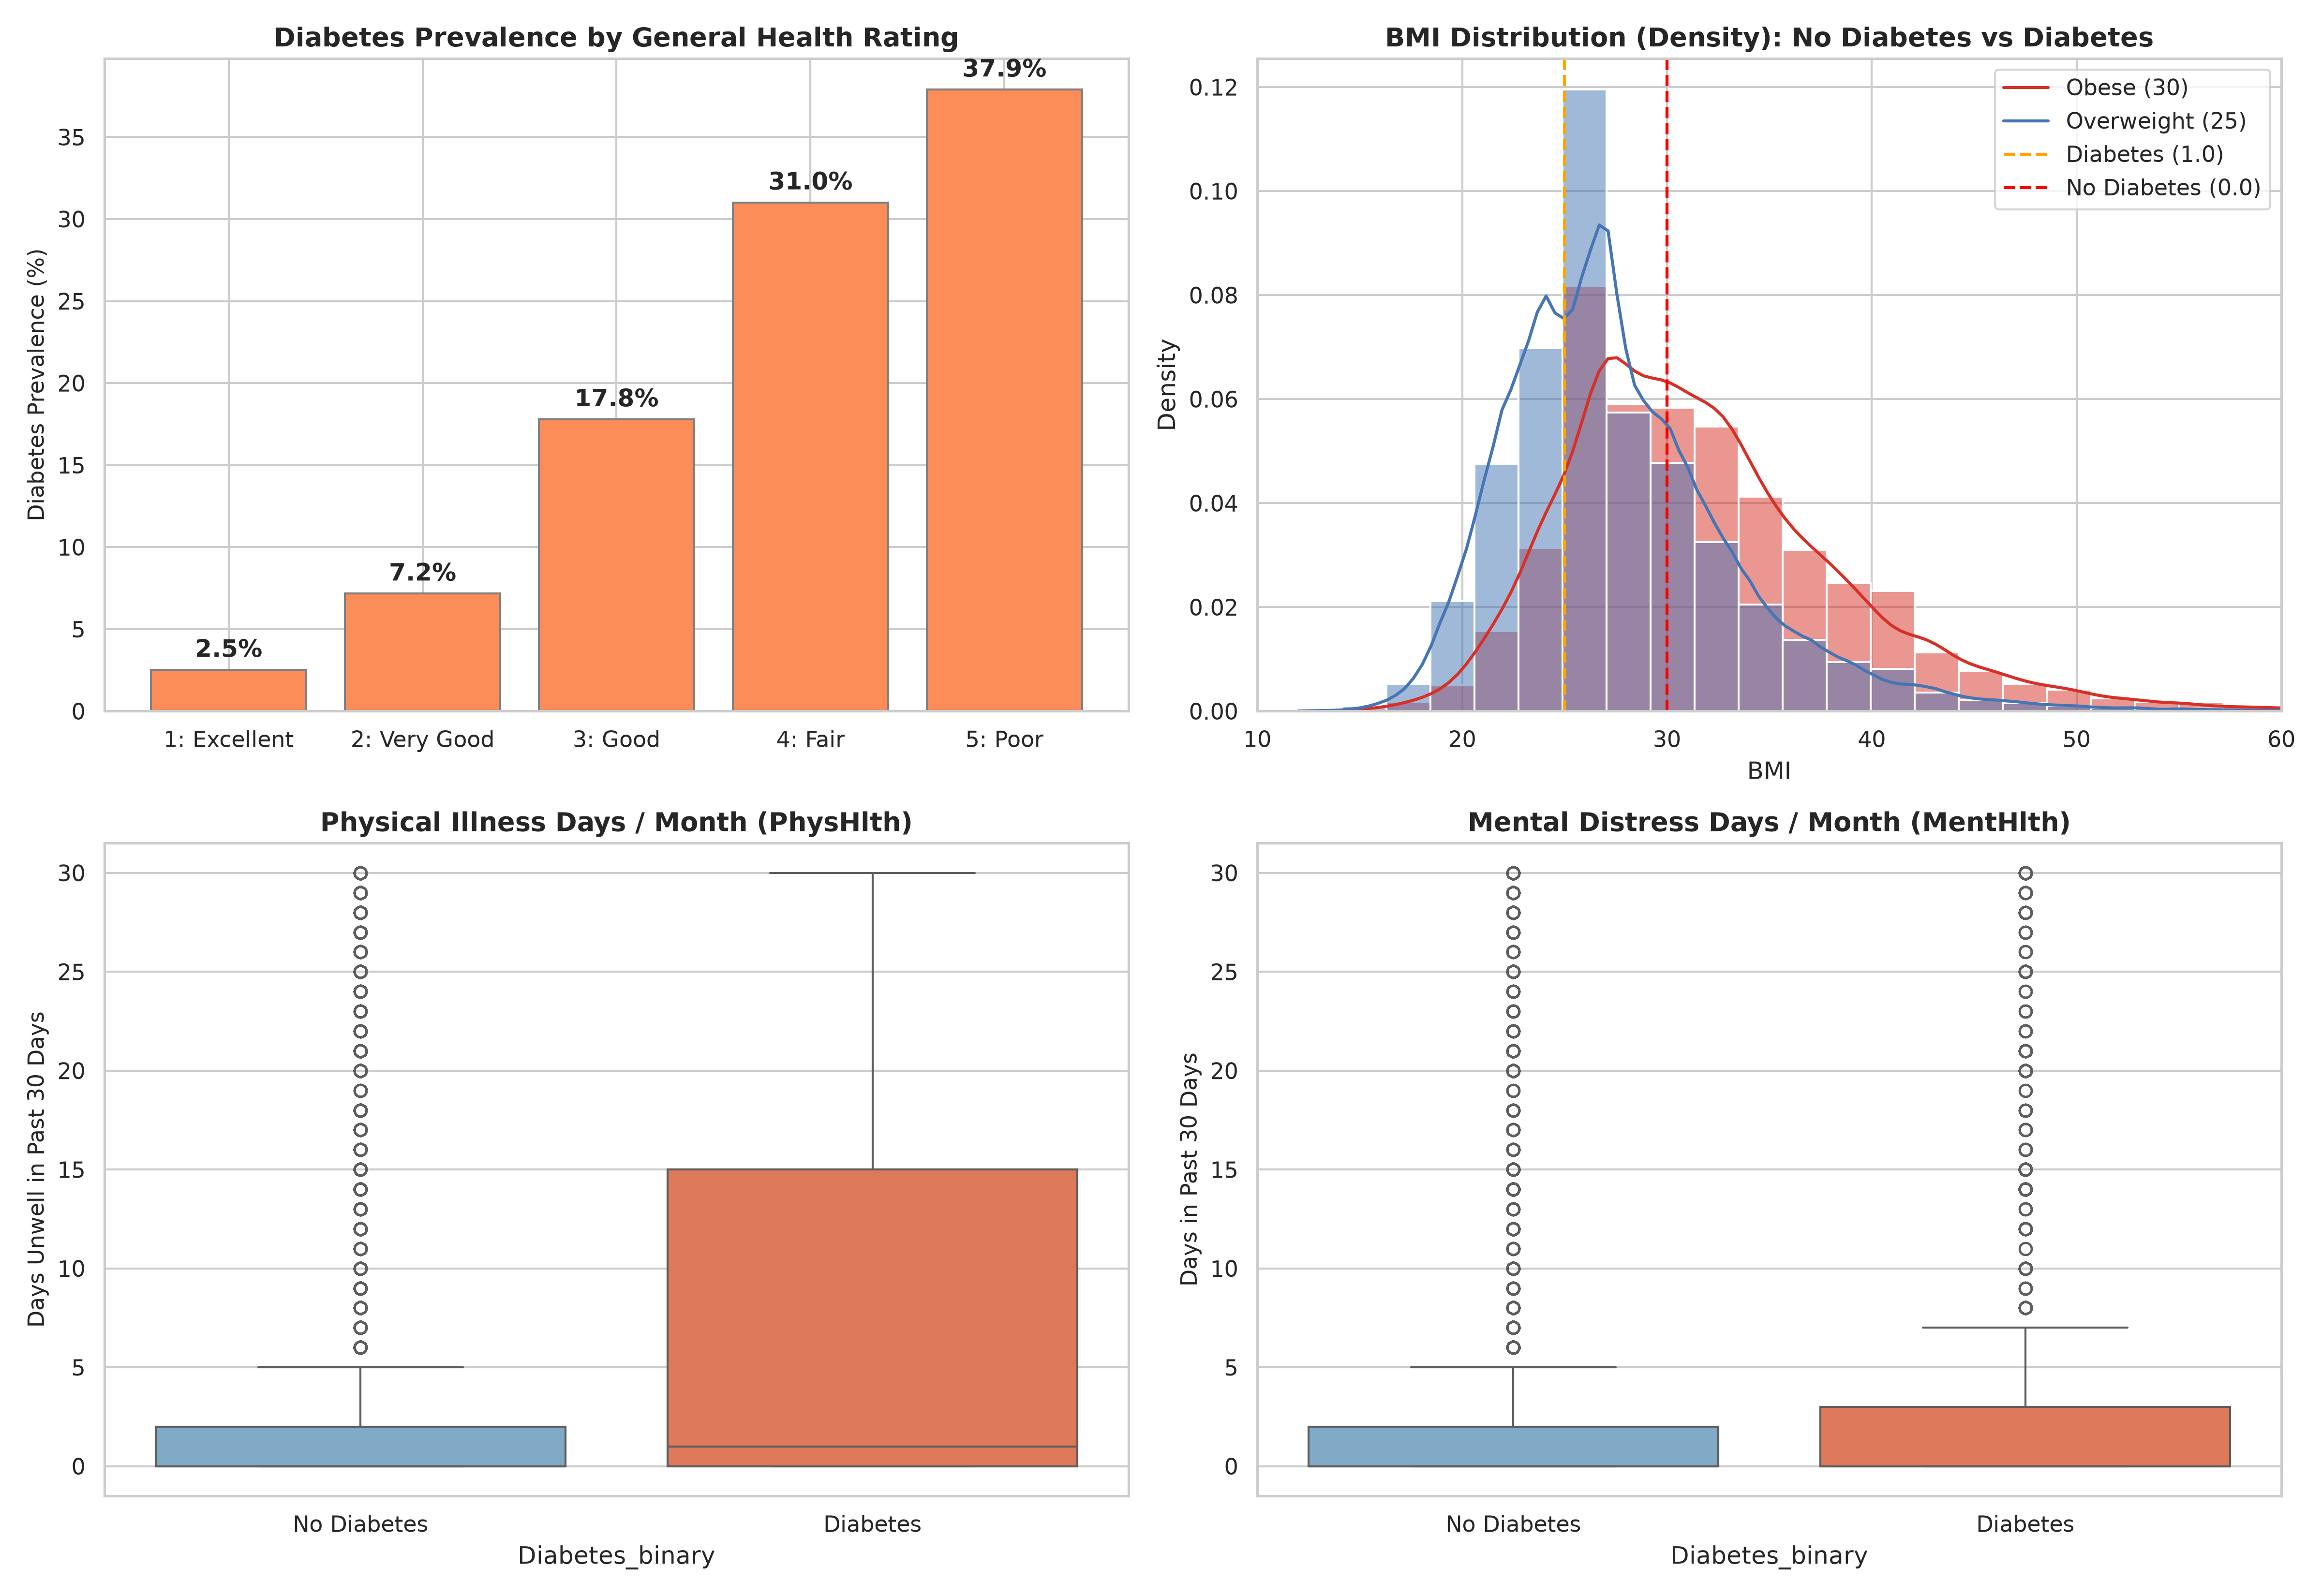 Diabetes Prevalence by General Health Rating
Diabetes Prevalence (%)
35
30
25
20
15
10
5
0
2.5%
7.2%
17.8%
31.0%
37.9%
1: Excellent
2: Very Good
3: Good
4: Fair
5: Poor
BMI Distribution (Density): No Diabetes vs Diabetes
Density
0.12
0.10
0.08
0.06
0.04
0.02
0.00
Obese (30)
Overweight (25)
Diabetes (1.0)
No Diabetes (0.0)
10
20
30
40
50
60
BMI
Physical Illness Days / Month (PhysHlth)
Days Unwell in Past 30 Days
30
25
20
15
10
5
0
No Diabetes
Diabetes
Diabetes_binary
Mental Distress Days / Month (MentHlth)
Days in Past 30 Days
30
25
20
15
10
5
0
No Diabetes
Diabetes
Diabetes_binary